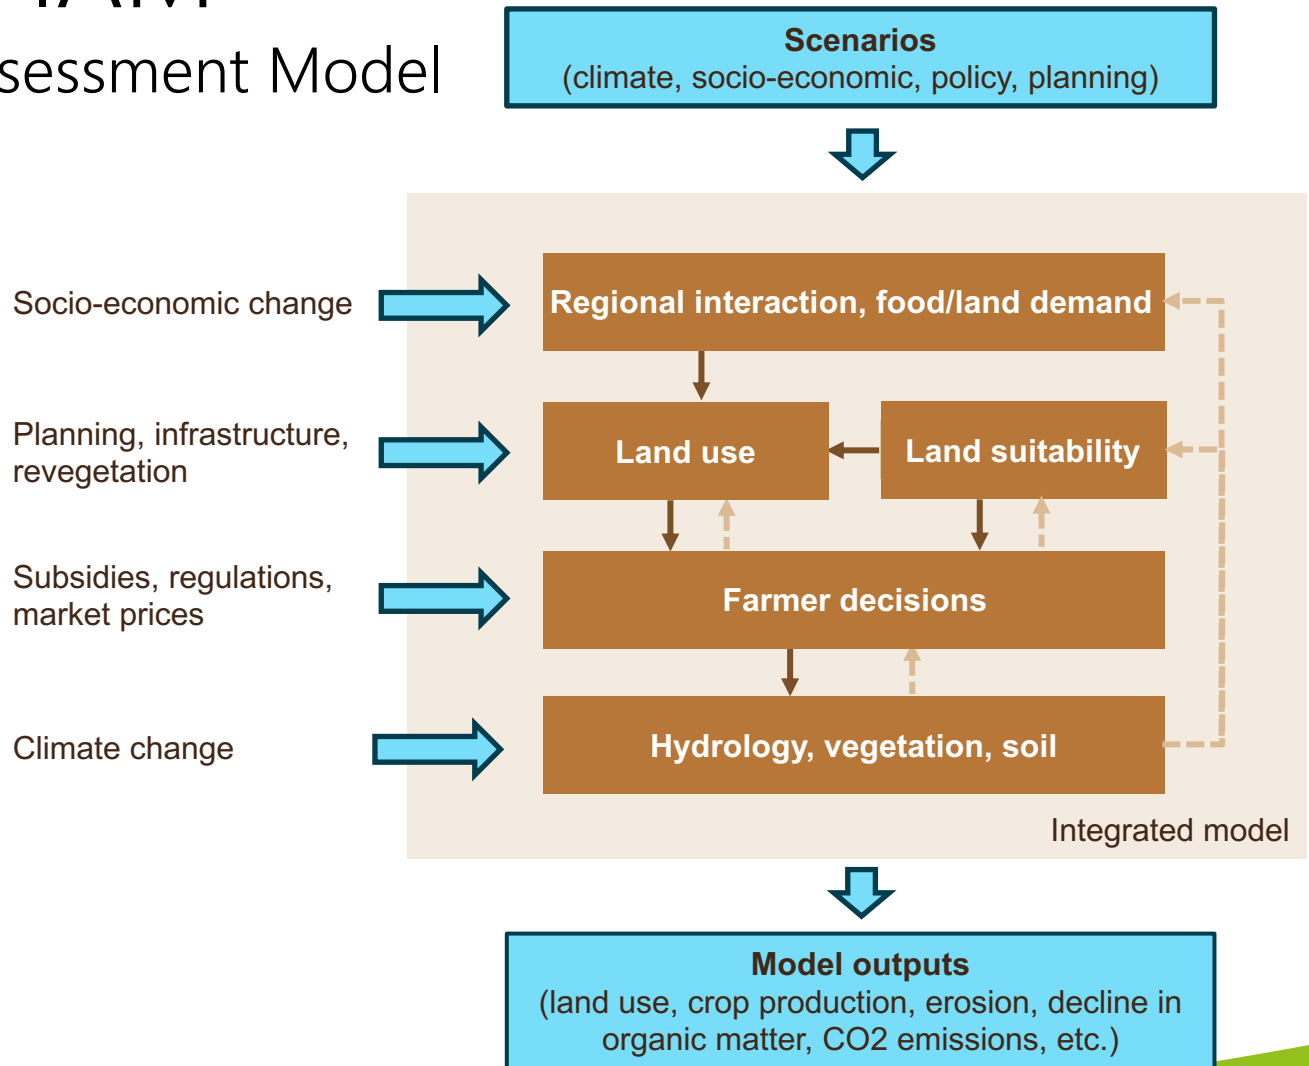 sessment Model
Scenarios
(climate, socio-economic, policy, planning)
Socio-economic change
Regional interaction, food/land demand
Planning, infrastructure,
revegetation
Land use
Land suitability
Subsidies, regulations,
market prices
Farmer decisions
Climate change
Hydrology, vegetation, soil
Integrated model
Model outputs
(land use, crop production, erosion, decline in
organic matter, CO2 emissions, etc.)